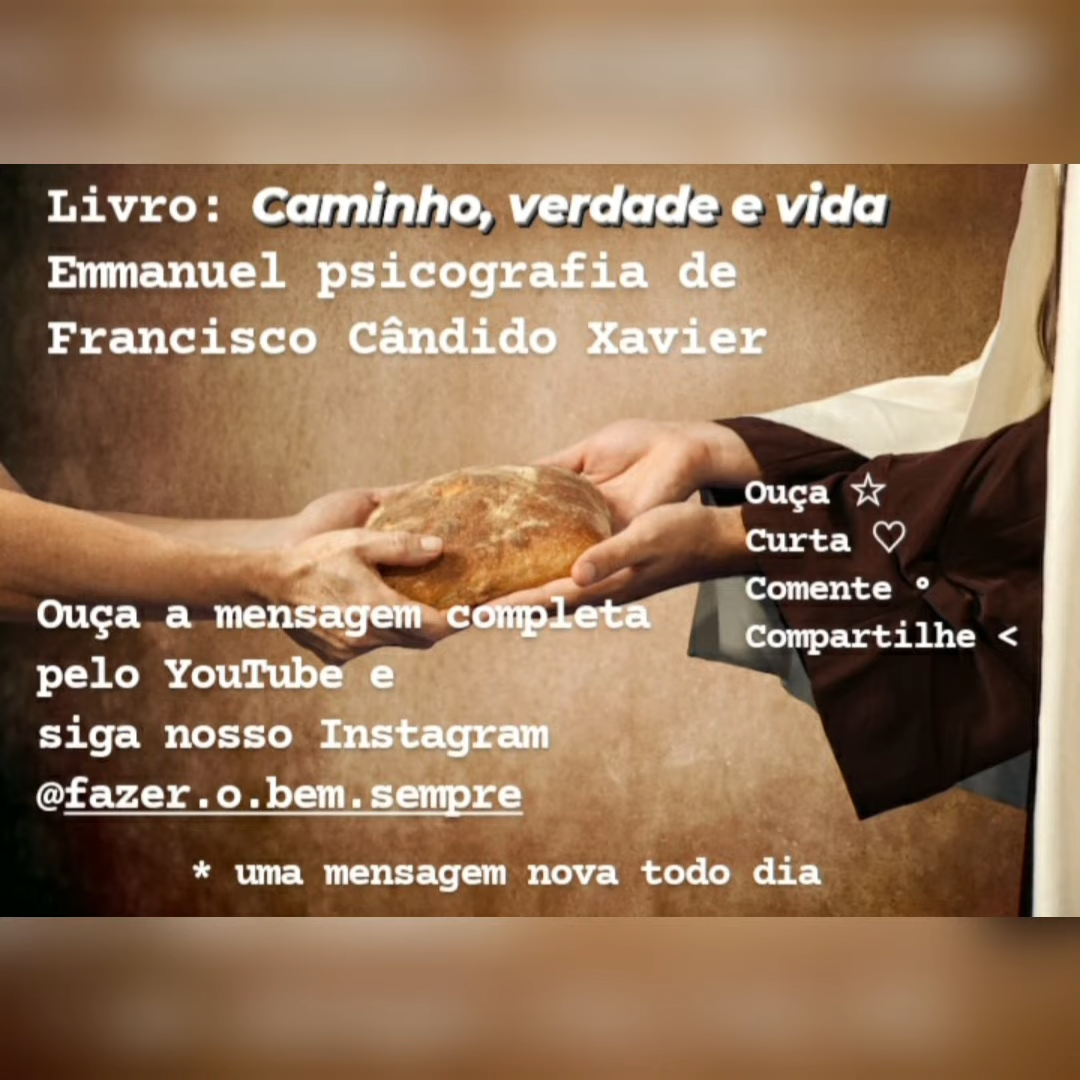 Livro: Caminho, verdade e vida
Emmanuel psicografia de
Francisco Cândido Xavier
Ouça ☆
Curta ♡
Comente °
Compartilhe <
Ouça a mensagem completa
pelo YouTube e
siga nosso Instagram
@fazer.o.bem.sempre
* uma mensagem nova todo dia